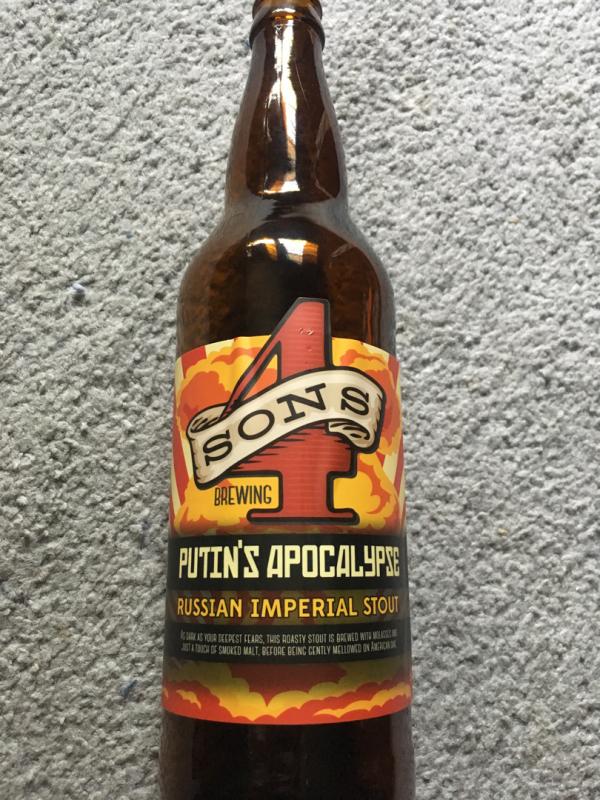 4
SONS
BREWING
PUTIN'S APOCALYPSE
RUSSIAN IMPERIAL STOUT
AS DARK AS YOUR DEEPEST FEARS, THIS ROASTY STOUT IS BREWED WITH MOLASSES AND
JUST A TOUCH OF SMOKED MALT, BEFORE BEING GENTLY MELLOWED ON AMERICAN OAK.